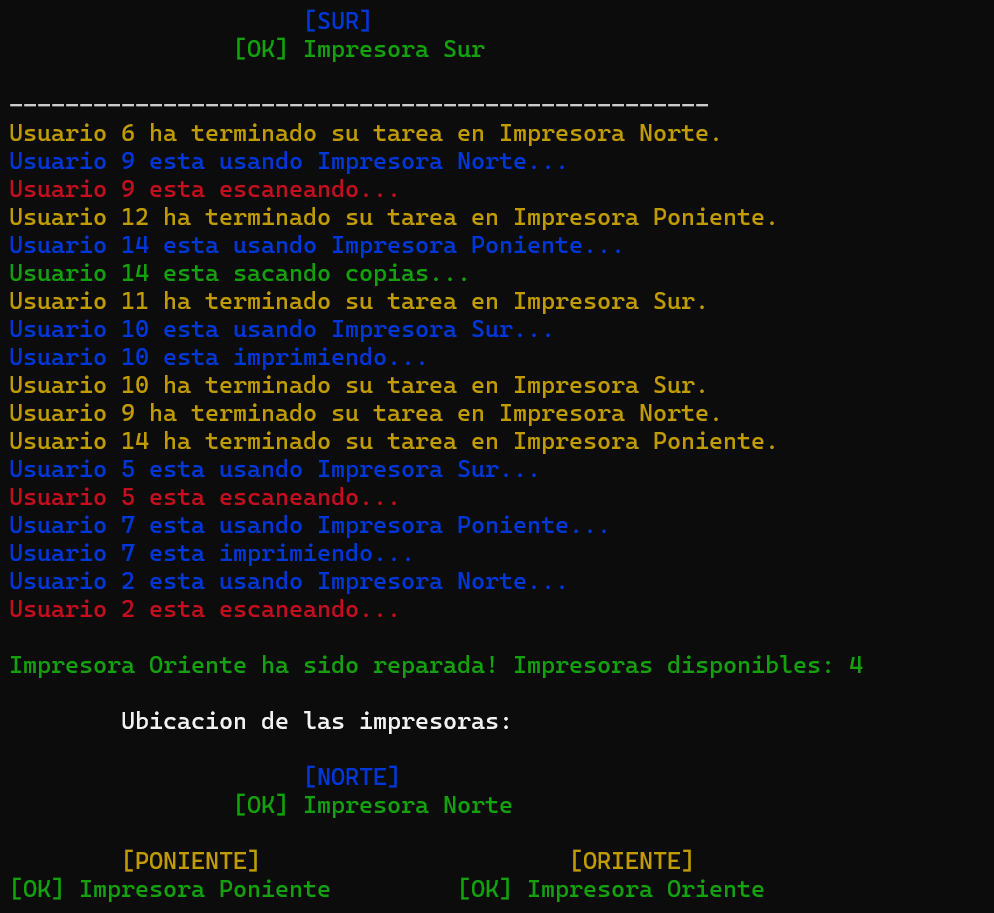 [SUR]
[OK] Impresora Sur
--------------------------------------------------
Usuario 6 ha terminado su tarea en Impresora Norte.
Usuario 9 esta usando Impresora Norte...
Usuario 9 esta escaneando...
Usuario 12 ha terminado su tarea en Impresora Poniente.
Usuario 14 esta usando Impresora Poniente...
Usuario 14 esta sacando copias...
Usuario 11 ha terminado su tarea en Impresora Sur.
Usuario 10 esta usando Impresora Sur...
Usuario 10 esta imprimiendo...
Usuario 10 ha terminado su tarea en Impresora Sur.
Usuario 9 ha terminado su tarea en Impresora Norte.
Usuario 14 ha terminado su tarea en Impresora Poniente.
Usuario 5 esta usando Impresora Sur...
Usuario 5 esta escaneando...
Usuario 7 esta usando Impresora Poniente...
Usuario 7 esta imprimiendo...
Usuario 2 esta usando Impresora Norte...
Usuario 2 esta escaneando...
Impresora Oriente ha sido reparada! Impresoras disponibles: 4
Ubicacion de las impresoras:
[NORTE]
[OK] Impresora Norte
[PONIENTE] [ORIENTE]
[OK] Impresora Poniente [OK] Impresora Oriente